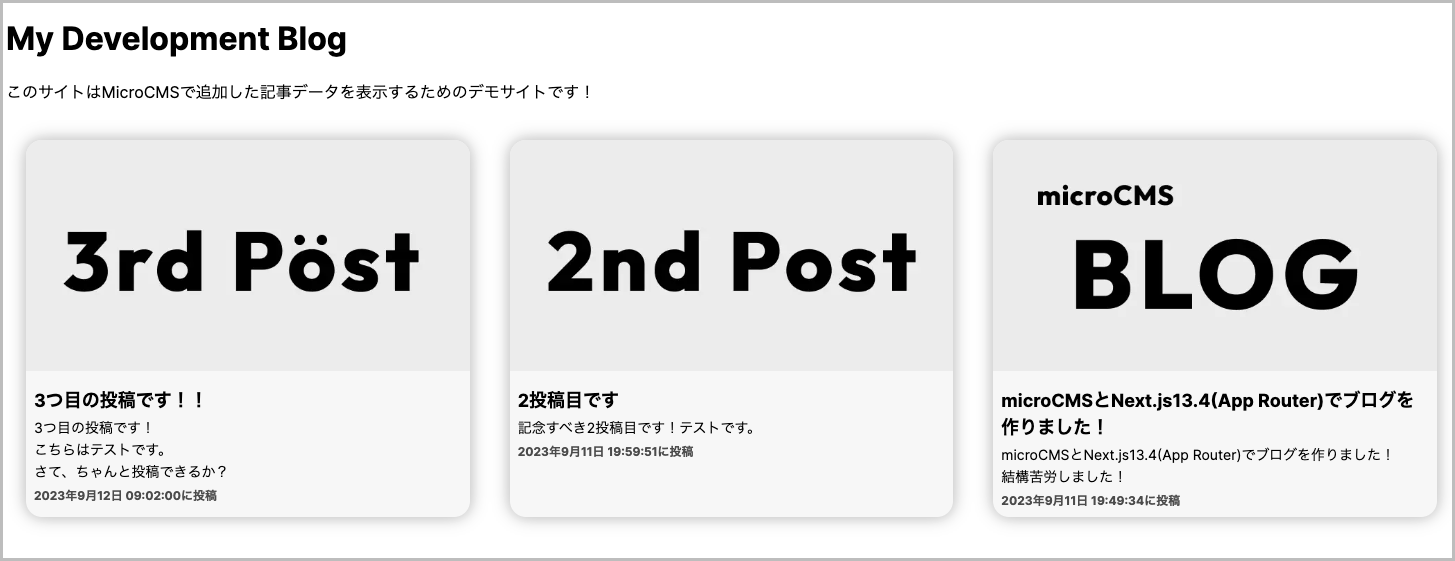 My Development Blog
このサイトはMicroCMSで追加した記事データを表示するためのデモサイトです！
3rd Pöst
3つ目の投稿です！！
3つ目の投稿です！
こちらはテストです。
さて、ちゃんと投稿できるか？
2023年9月12日 09:02:00に投稿
2nd Post
2投稿目です
記念すべき2投稿目です！テストです。
2023年9月11日 19:59:51に投稿
microCMS
BLOG
microCMSとNext.js13.4(App Router)でブログを
作りました！
microCMSとNext.js13.4(App Router)でブログを作りました！
結構苦労しました！
2023年9月11日 19:49:34に投稿